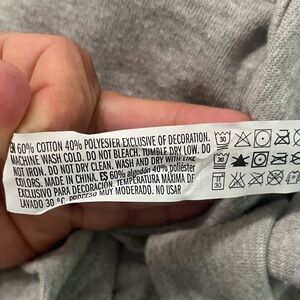 EN 60% COTTON 40% POLYESTER EXCLUSIVE OF DECORATION.
MACHINE WASH COLD. DO NOT BLEACH. TUMBLE DRY LOW. DO
NOT IRON. DO NOT DRY CLEAN. WASH AND DRY WITH LIKE
COLORS. MADE IN CHINA. ES 60% algodón 40% poliéster
EXCLUSIVO PARA DECORACIÓN. TEMPERATURA MÁXIMA DE
LAVADO 30 °C, PROCESO MUY MODERADO. NO USAR
30
30